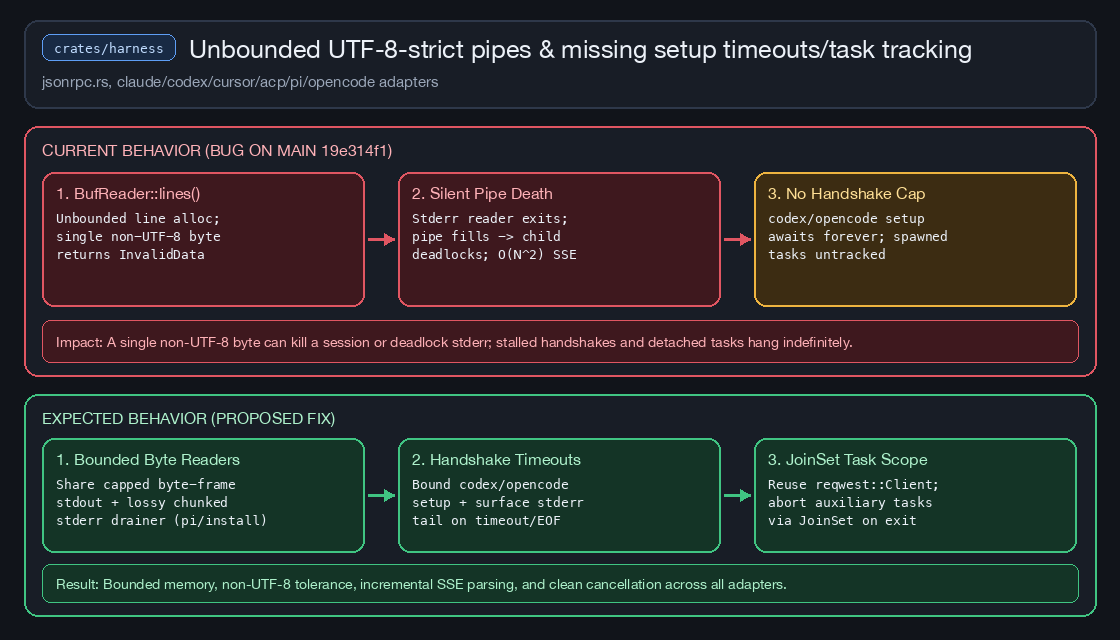 crates/harness Unbounded UTF-8-strict pipes & missing setup timeouts/task tracking
jsonrpc.rs, claude/codex/cursor/acp/pi/opencode adapters
CURRENT BEHAVIOR (BUG ON MAIN 19e314f1)
1. BufReader::lines()
Unbounded line alloc;
single non-UTF-8 byte
returns InvalidData
2. Silent Pipe Death
Stderr reader exits;
pipe fills -> child
deadlocks; O(N^2) SSE
3. No Handshake Cap
codex/opencode setup
awaits forever; spawned
tasks untracked
Impact: A single non-UTF-8 byte can kill a session or deadlock stderr; stalled handshakes and detached tasks hang indefinitely.
EXPECTED BEHAVIOR (PROPOSED FIX)
1. Bounded Byte Readers
Share capped byte-frame
stdout + lossy chunked
stderr drainer (pi/install)
2. Handshake Timeouts
Bound codex/opencode
setup + surface stderr
tail on timeout/EOF
3. JoinSet Task Scope
Reuse reqwest::Client;
abort auxiliary tasks
via JoinSet on exit
Result: Bounded memory, non-UTF-8 tolerance, incremental SSE parsing, and clean cancellation across all adapters.